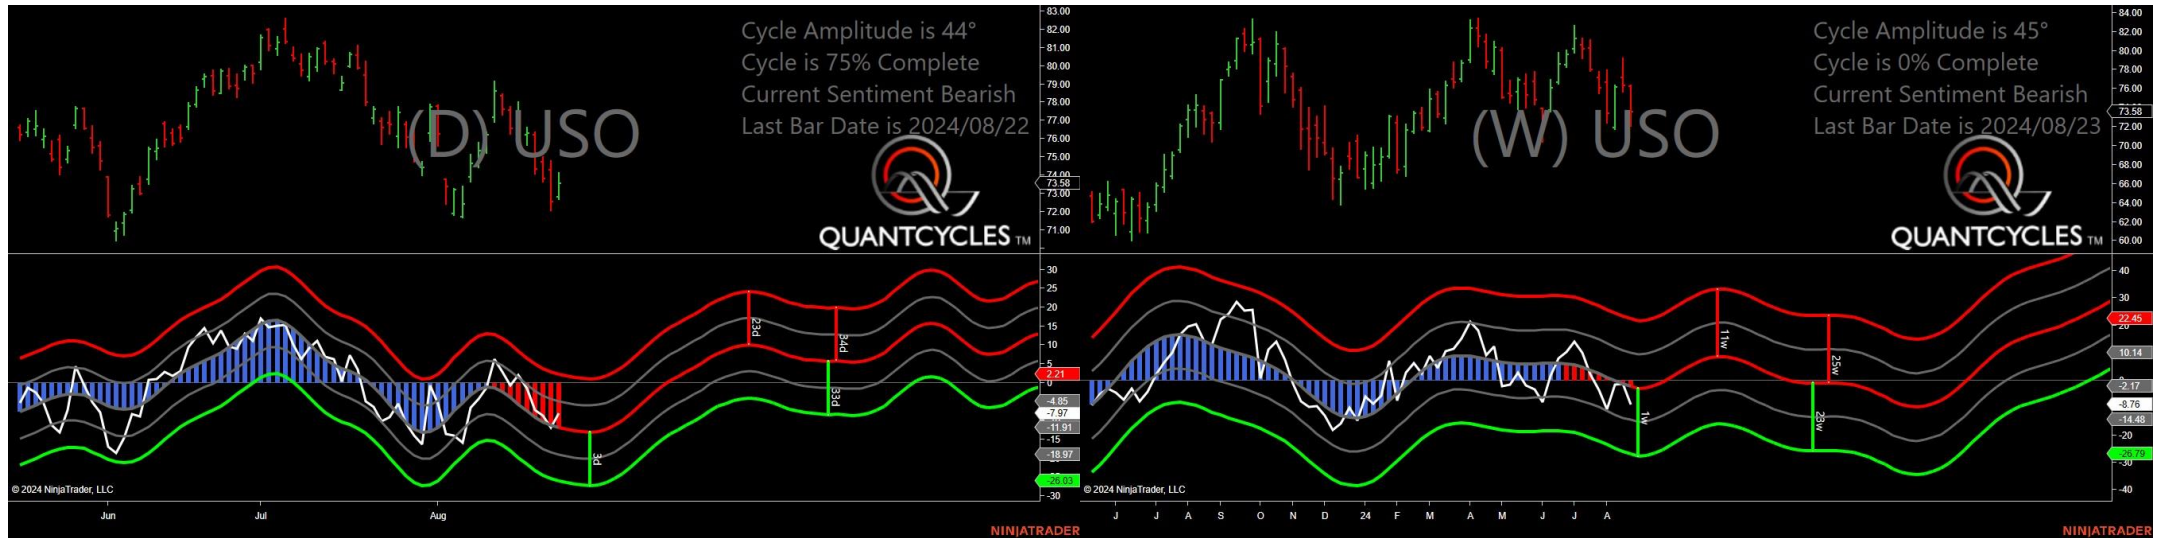 Cycle Amplitude is 44°
Cycle is 75% Complete
Current Sentiment Bearish
Last Bar Date is 2024/08/22
(D) USO
QUANTCYCLES TM
83.00
82.00
81.00
80.00
79.00
78.00
77.00
76.00
75.00
74.00
73.58
73.00
72.00
71.00
23d
34d
33d
3d
30
25
20
15
10
5
2.21
0
-4.85
-7.97
-11.91
-15
-18.97
-26.03
-30
© 2024 NinjaTrader, LLC
Jun
Jul
Aug
NINJATRADER
Cycle Amplitude is 45°
Cycle is 0% Complete
Current Sentiment Bearish
Last Bar Date is 2024/08/23
(W) USO
QUANTCYCLES TM
84.00
82.00
80.00
78.00
76.00
73.58
72.00
70.00
68.00
66.00
64.00
62.00
60.00
11w
25w
1w
23w
40
30
22.45
20
10.14
-2.17
-8.76
-14.48
-20
-26.79
-30
-40
© 2024 NinjaTrader, LLC
J
J
A
S
O
N
D
24
F
M
A
M
J
J
A
NINJATRADER